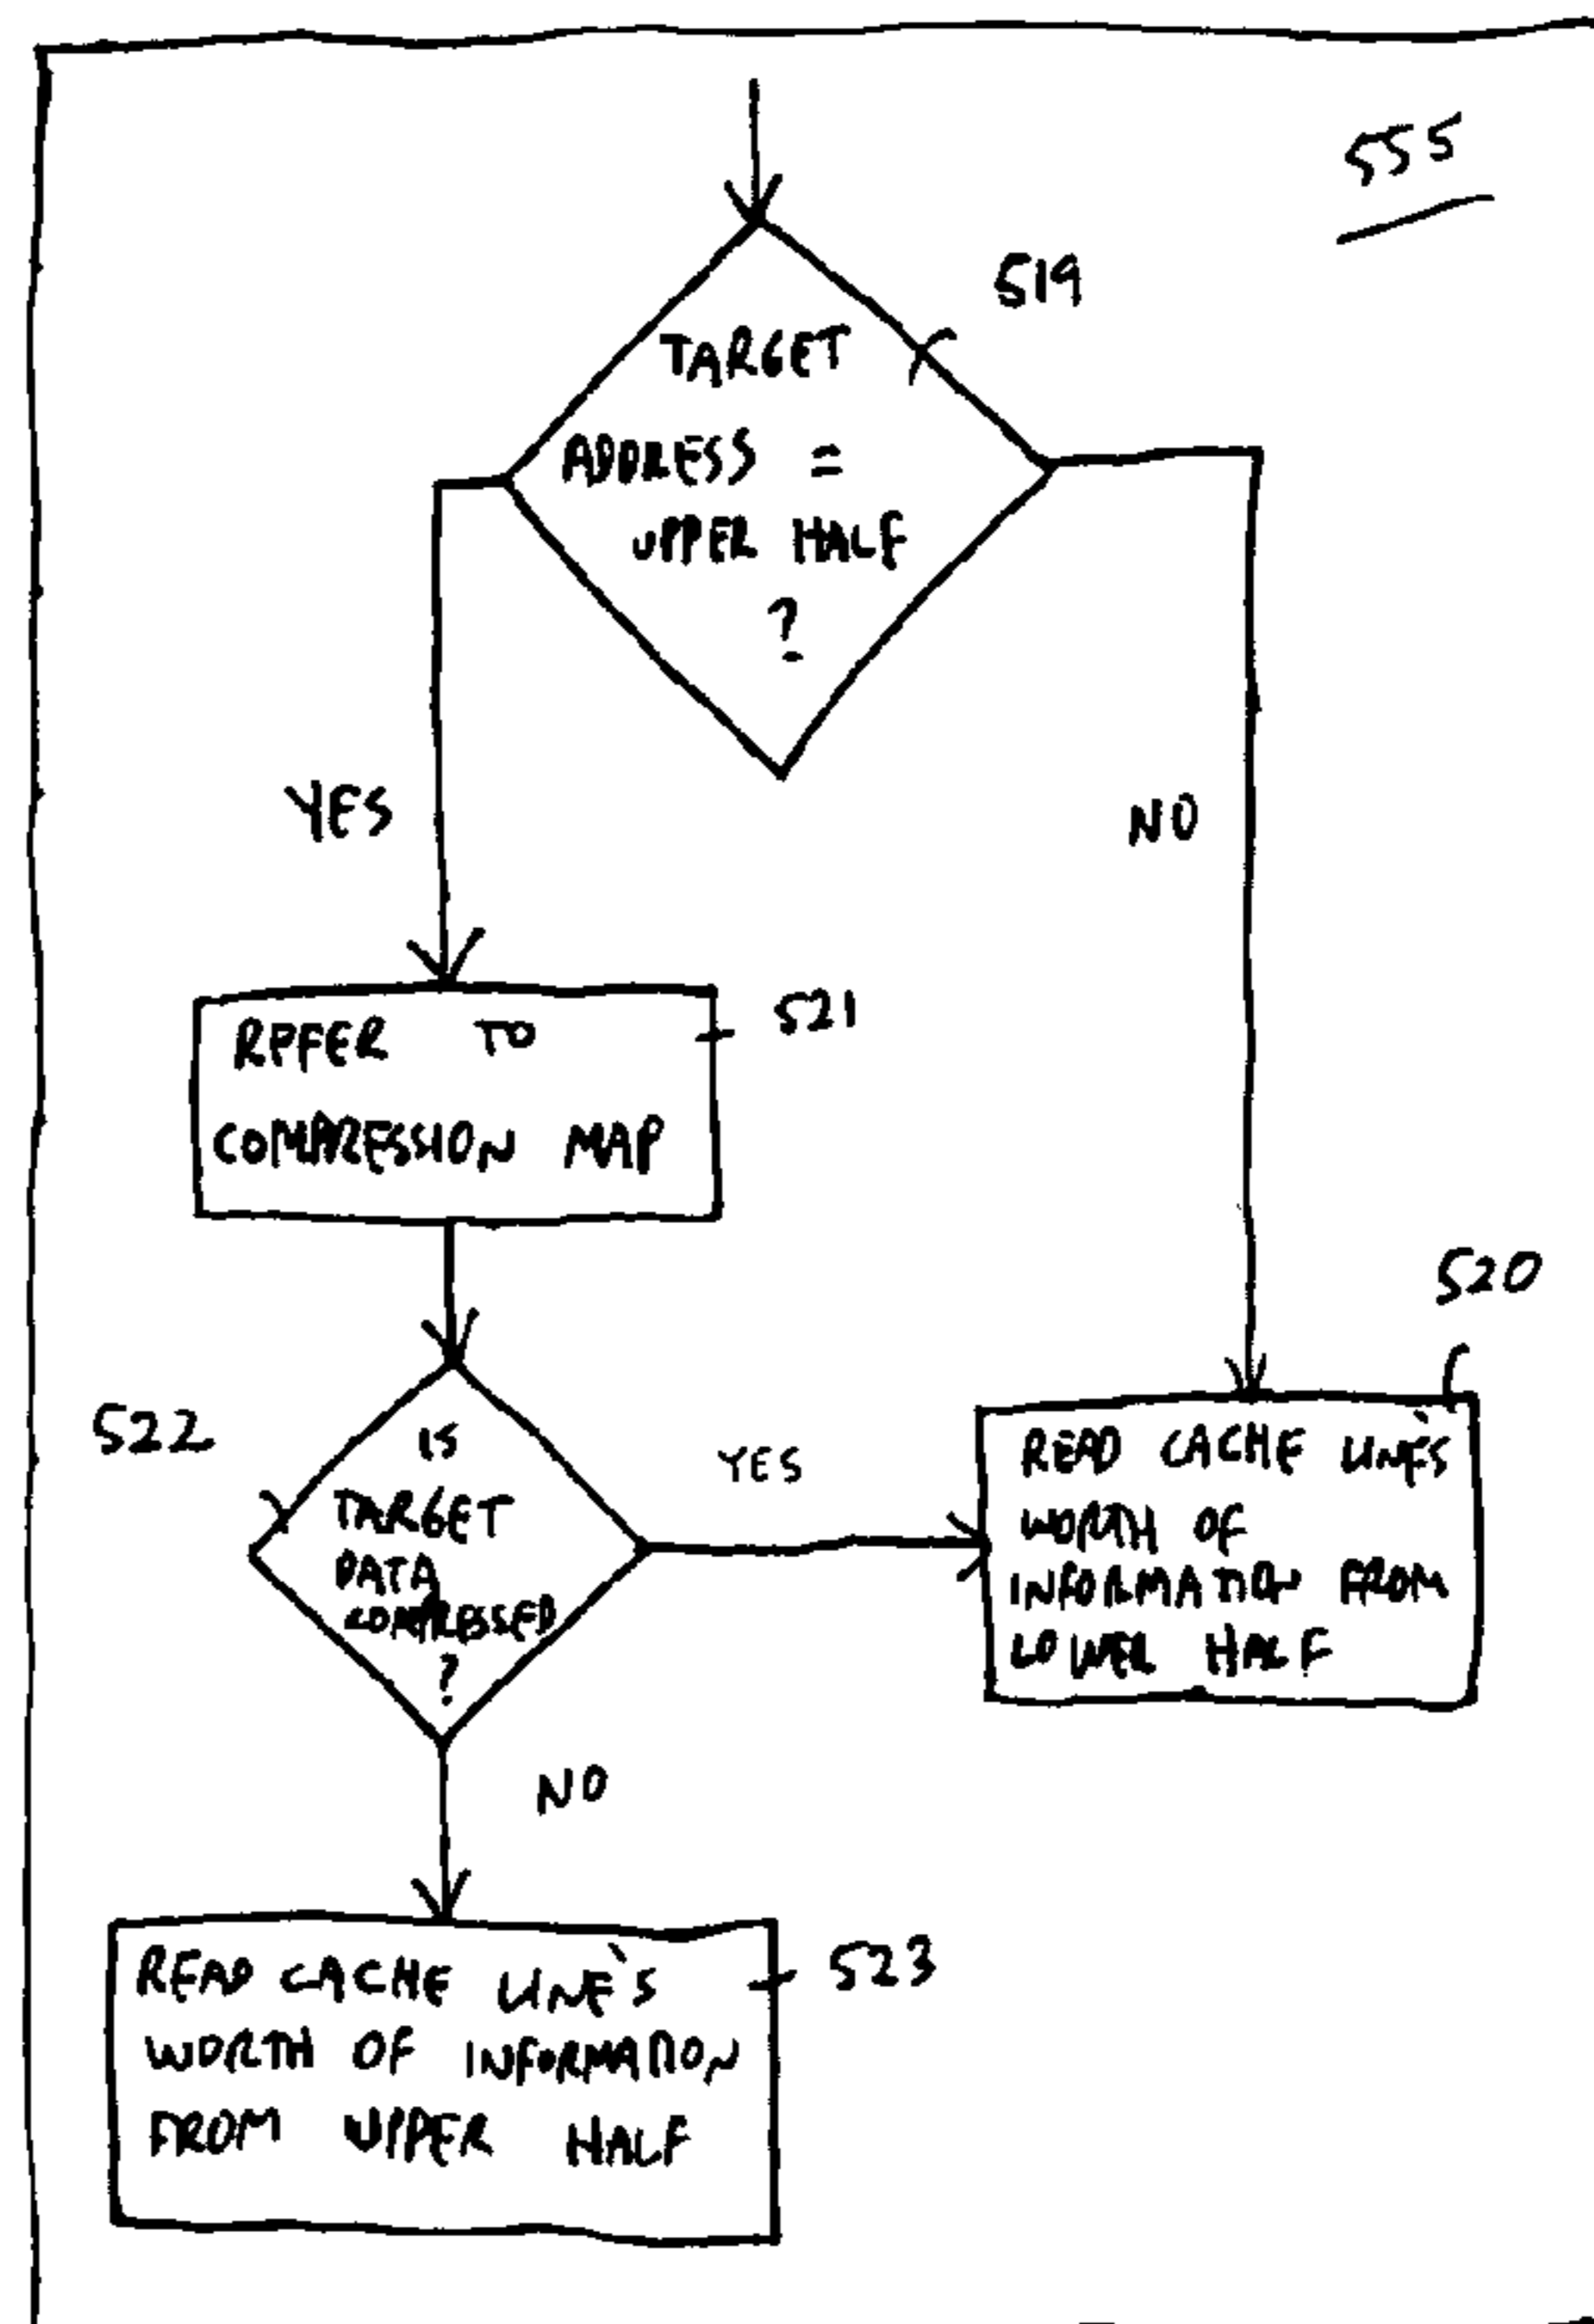 555
519
TARGET
ADDRESS =
UPPER HALF
?
YES
NO
REFER TO
COMPRESSION MAP
521
520
522
IS
TARGET
DATA
COMPRESSED
?
YES
READ CACHE LINE'S
WORTH OF
INFORMATION FROM
LOWER HALF
NO
READ CACHE LINE'S
WORTH OF INFORMATION
FROM UPPER HALF
523